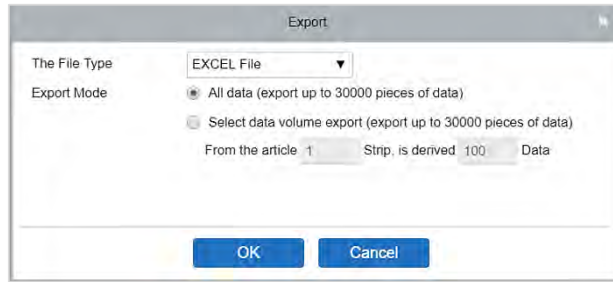 Export
The File Type EXCEL File
Export Mode All data (export up to 30000 pieces of data)
Select data volume export (export up to 30000 pieces of data)
From the article 1 Strip, is derived 100 Data
OK Cancel